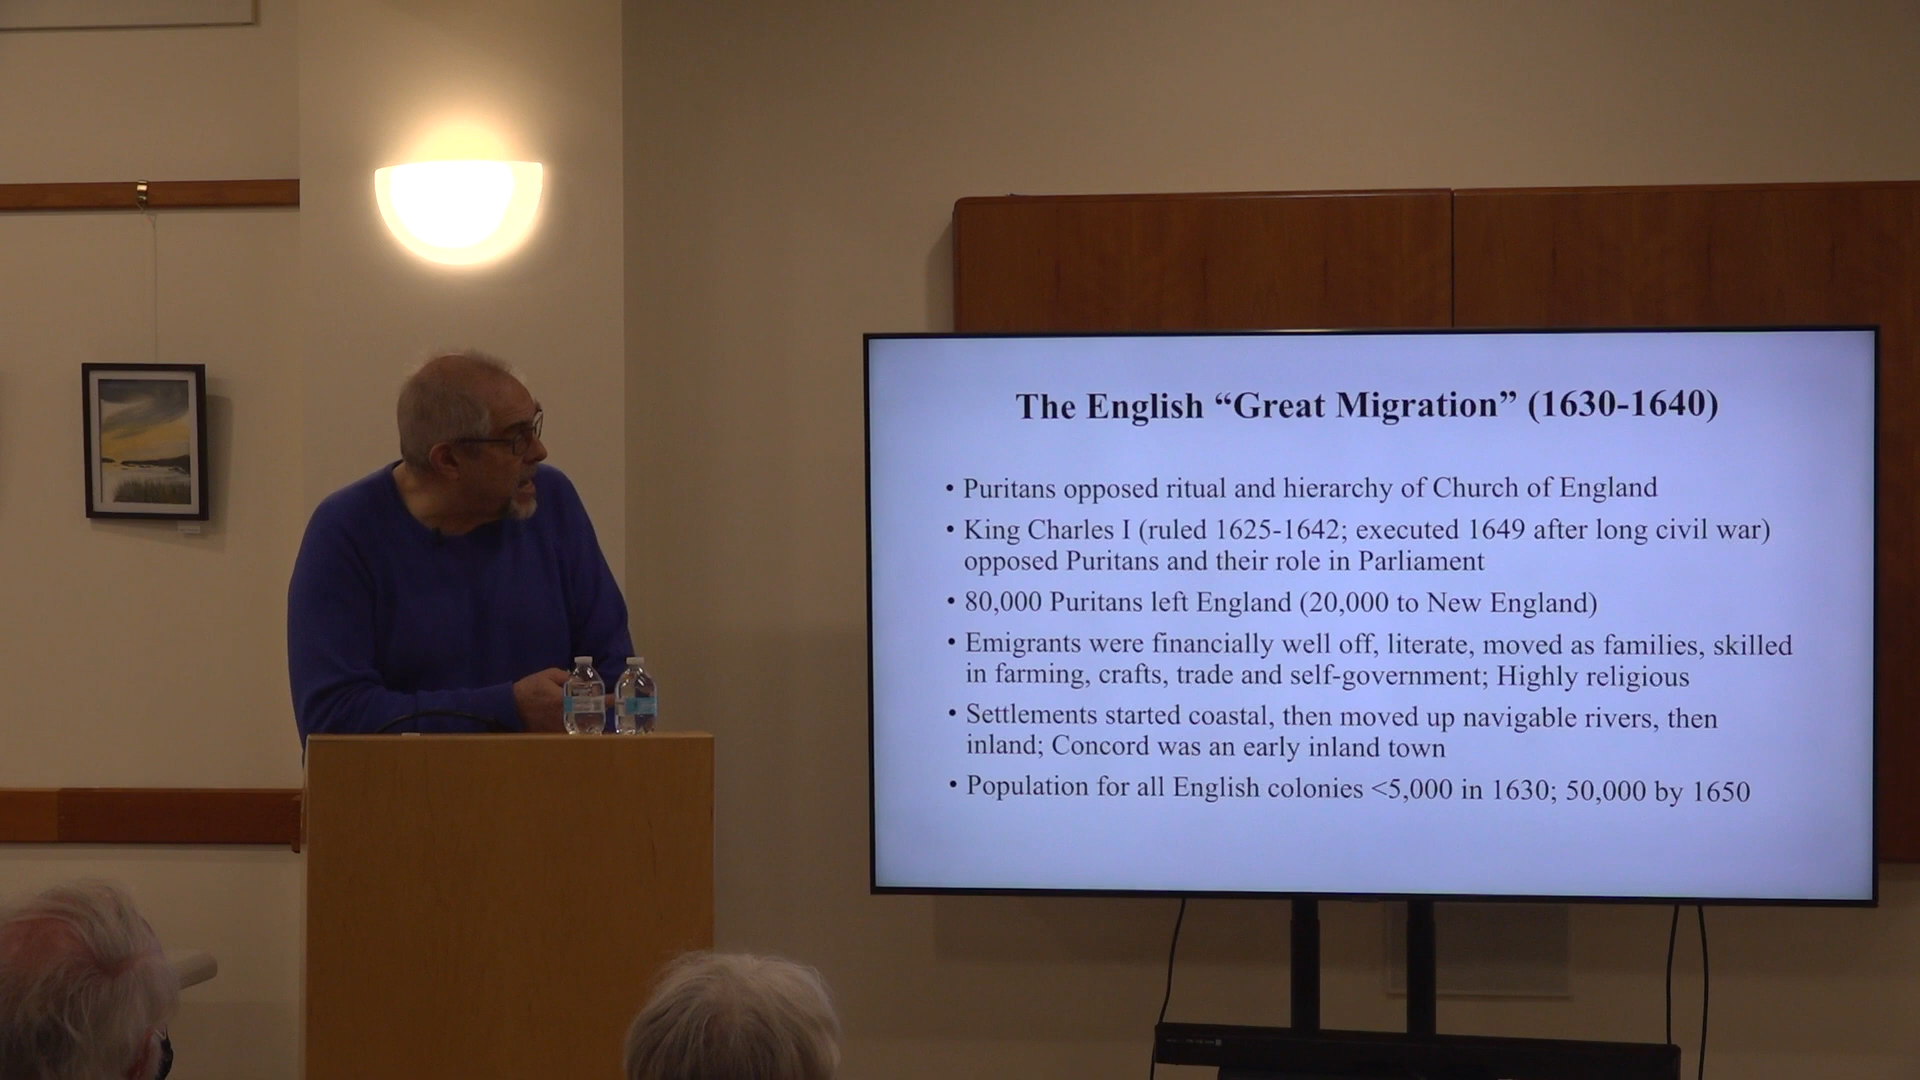 The English “Great Migration” (1630-1640)
• Puritans opposed ritual and hierarchy of Church of England
• King Charles I (ruled 1625-1642; executed 1649 after long civil war)
opposed Puritans and their role in Parliament
• 80,000 Puritans left England (20,000 to New England)
• Emigrants were financially well off, literate, moved as families, skilled
in farming, crafts, trade and self-government; Highly religious
• Settlements started coastal, then moved up navigable rivers, then
inland; Concord was an early inland town
• Population for all English colonies <5,000 in 1630; 50,000 by 1650